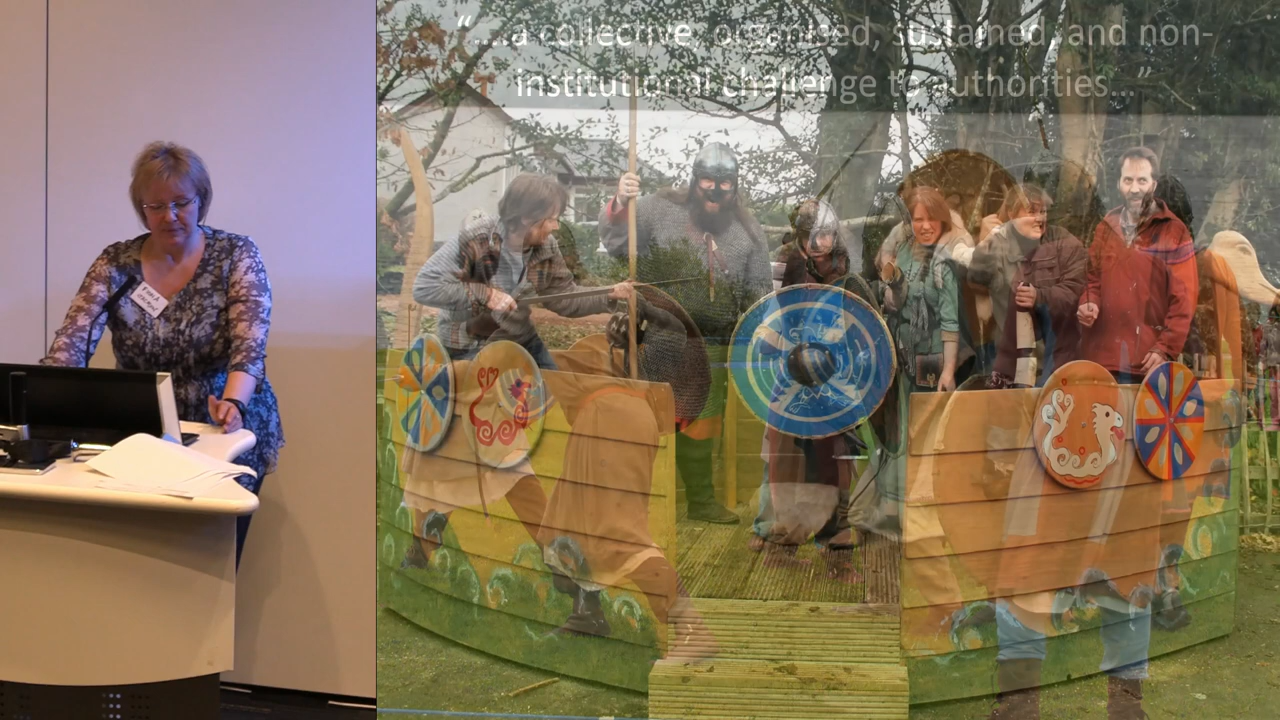 "....a collective, organised, sustained, and non-
institutional challenge to authorities..."